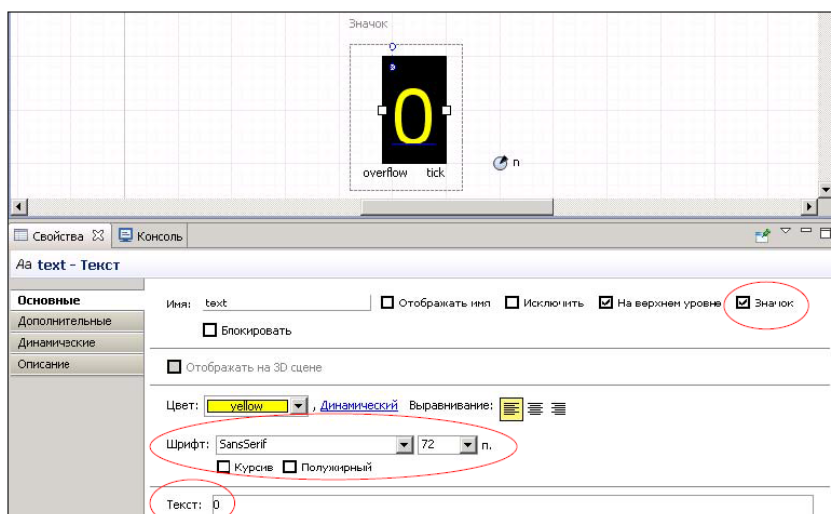 Значок
0
overflow tick
n
Свойства Консоль
Aa text - Текст
Основные
Дополнительные
Динамические
Описание
Имя: text Отображать имя Исключить На верхнем уровне Значок
Блокировать
Отображать на 3D сцене
Цвет: yellow , Динамический Выравнивание:
Шрифт: SansSerif 72 п.
Курсив Полужирный
Текст: 0